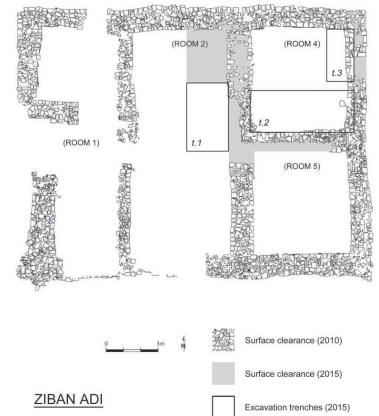 (ROOM 2)
(ROOM 4)
t.3
t.2
t.1
(ROOM 1)
(ROOM 5)
0 3m
N
Surface clearance (2010)
Surface clearance (2015)
ZIBAN ADI
Excavation trenches (2015)